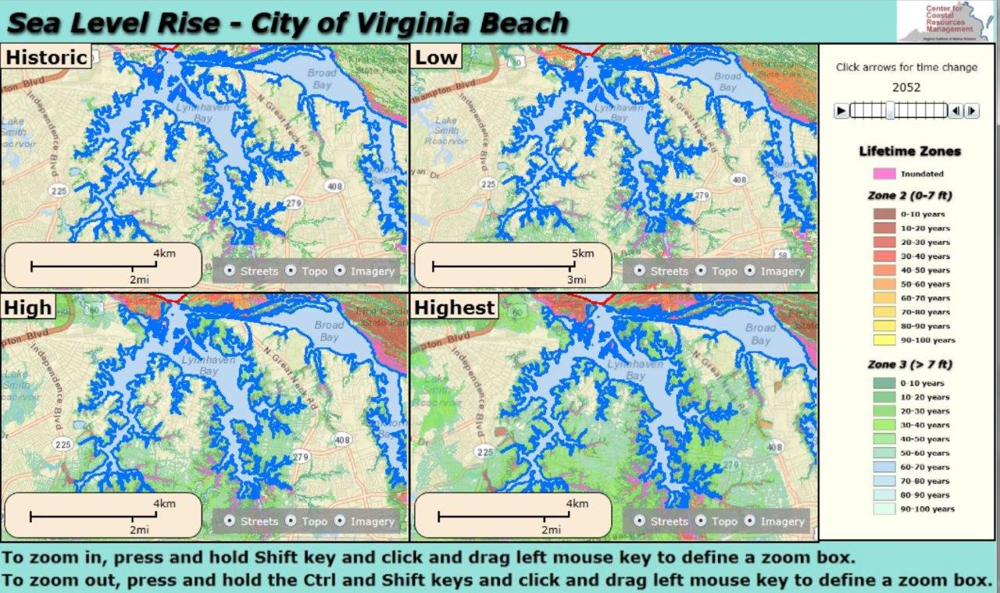 Sea Level Rise - City of Virginia Beach
Center for
Coastal
Resources
Management
Virginia Institute of Marine Science
Historic
Broad
Bay
Lynnhaven
Bay
N Great Neck Rd
Independence Blvd
Lake
Smith
225
408
279
4km
2mi
Streets
Topo
Imagery
Low
Broad
Bay
Lynnhaven
Bay
N Great Neck Rd
Independence Blvd
Lake
Smith
Reservoir
225
408
279
58
5km
3mi
Streets
Topo
Imagery
High
60
Broad
Bay
Lynnhaven
Bay
N Great Neck Rd
Independence Blvd
Lake
Smith
225
408
279
4km
2mi
Streets
Topo
Imagery
Highest
60
Broad
Bay
Lynnhaven
Bay
N Great
Independence Blvd
Lake
Smith
Reservoir
225
408
279
4km
2mi
Streets
Topo
Imagery
Click arrows for time change
2052
Lifetime Zones
Inundated
Zone 2 (0-7 ft)
0-10 years
10-20 years
20-30 years
30-40 years
40-50 years
50-60 years
60-70 years
70-80 years
80-90 years
90-100 years
Zone 3 (> 7 ft)
0-10 years
10-20 years
20-30 years
30-40 years
40-50 years
50-60 years
60-70 years
70-80 years
80-90 years
90-100 years
To zoom in, press and hold Shift key and click and drag left mouse key to define a zoom box.
To zoom out, press and hold the Ctrl and Shift keys and click and drag left mouse key to define a zoom box.